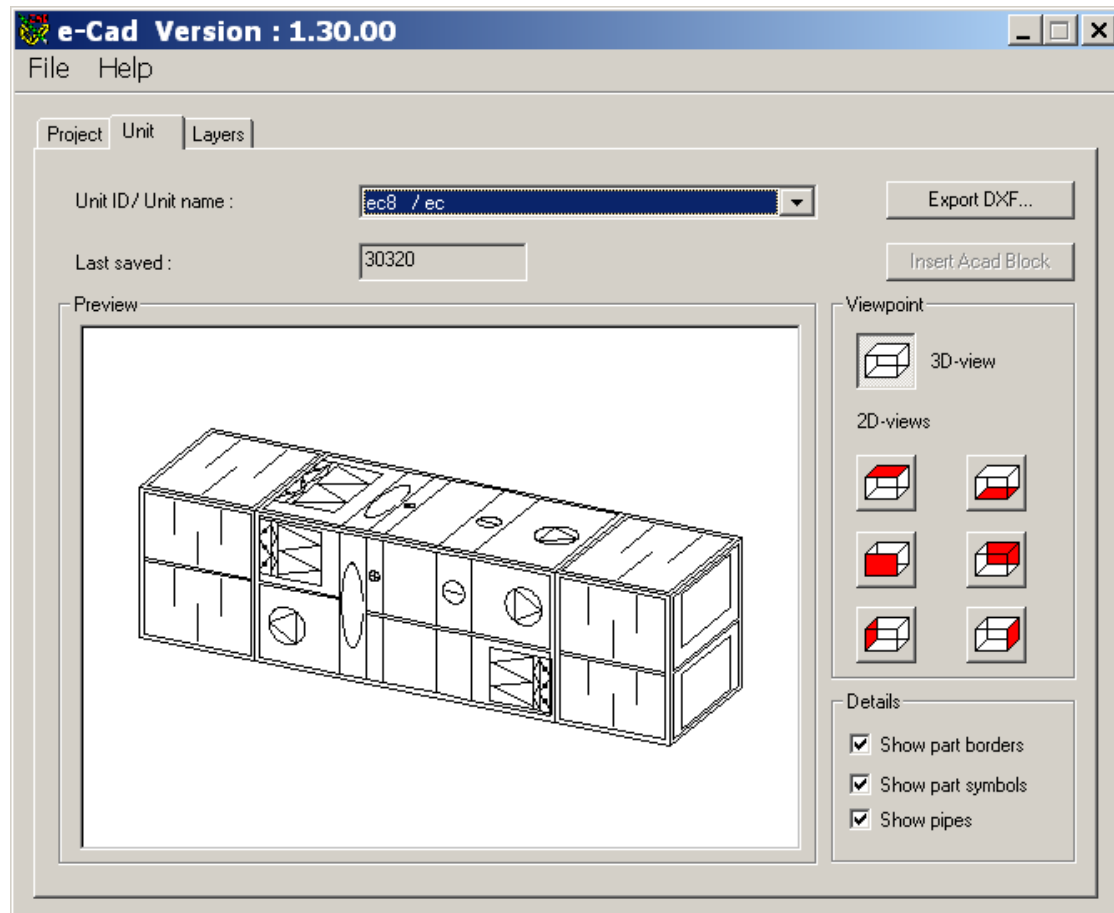 e-Cad Version : 1.30.00
File Help
Project Unit Layers
Unit ID/ Unit name : ec8 / ec Export DXF...
Last saved : 30320 Insert Acad Block
Preview Viewpoint
3D-view
2D-views
Details
Show part borders
Show part symbols
Show pipes